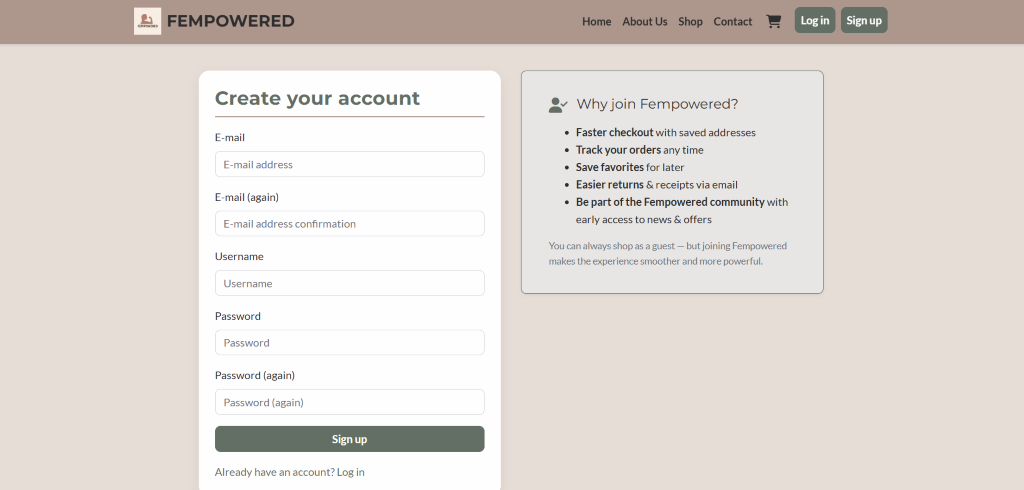 FEMPOWERED
Home About Us Shop Contact Log in Sign up
Create your account
E-mail
E-mail address
E-mail (again)
E-mail address confirmation
Username
Username
Password
Password
Password (again)
Password (again)
Sign up
Already have an account? Log in
Why join Fempowered?
Faster checkout with saved addresses
Track your orders any time
Save favorites for later
Easier returns & receipts via email
Be part of the Fempowered community with
early access to news & offers
You can always shop as a guest — but joining Fempowered
makes the experience smoother and more powerful.